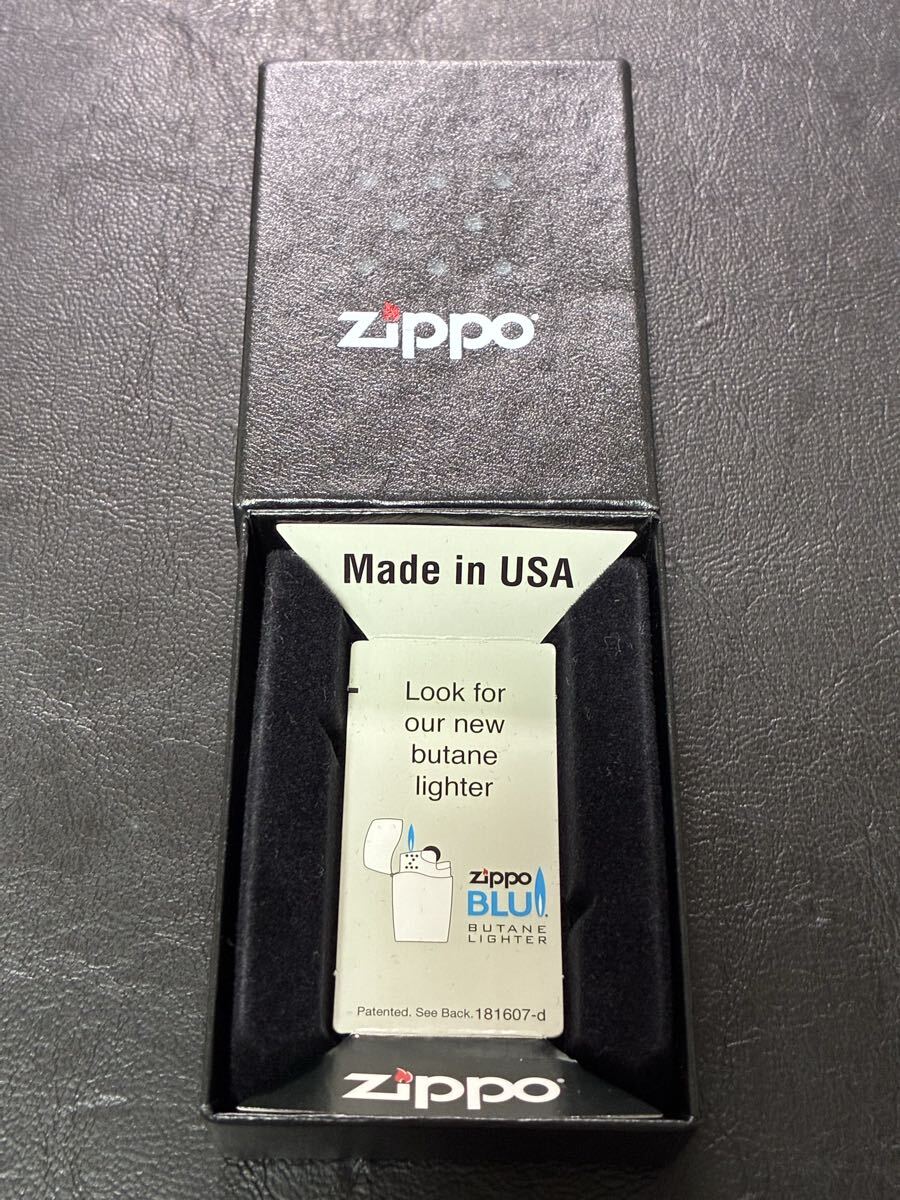 zippo
Made in USA
Look for
our new
butane
lighter
zippo
BLU
BUTANE
LIGHTER
Patented. See Back. 181607-d
zippo